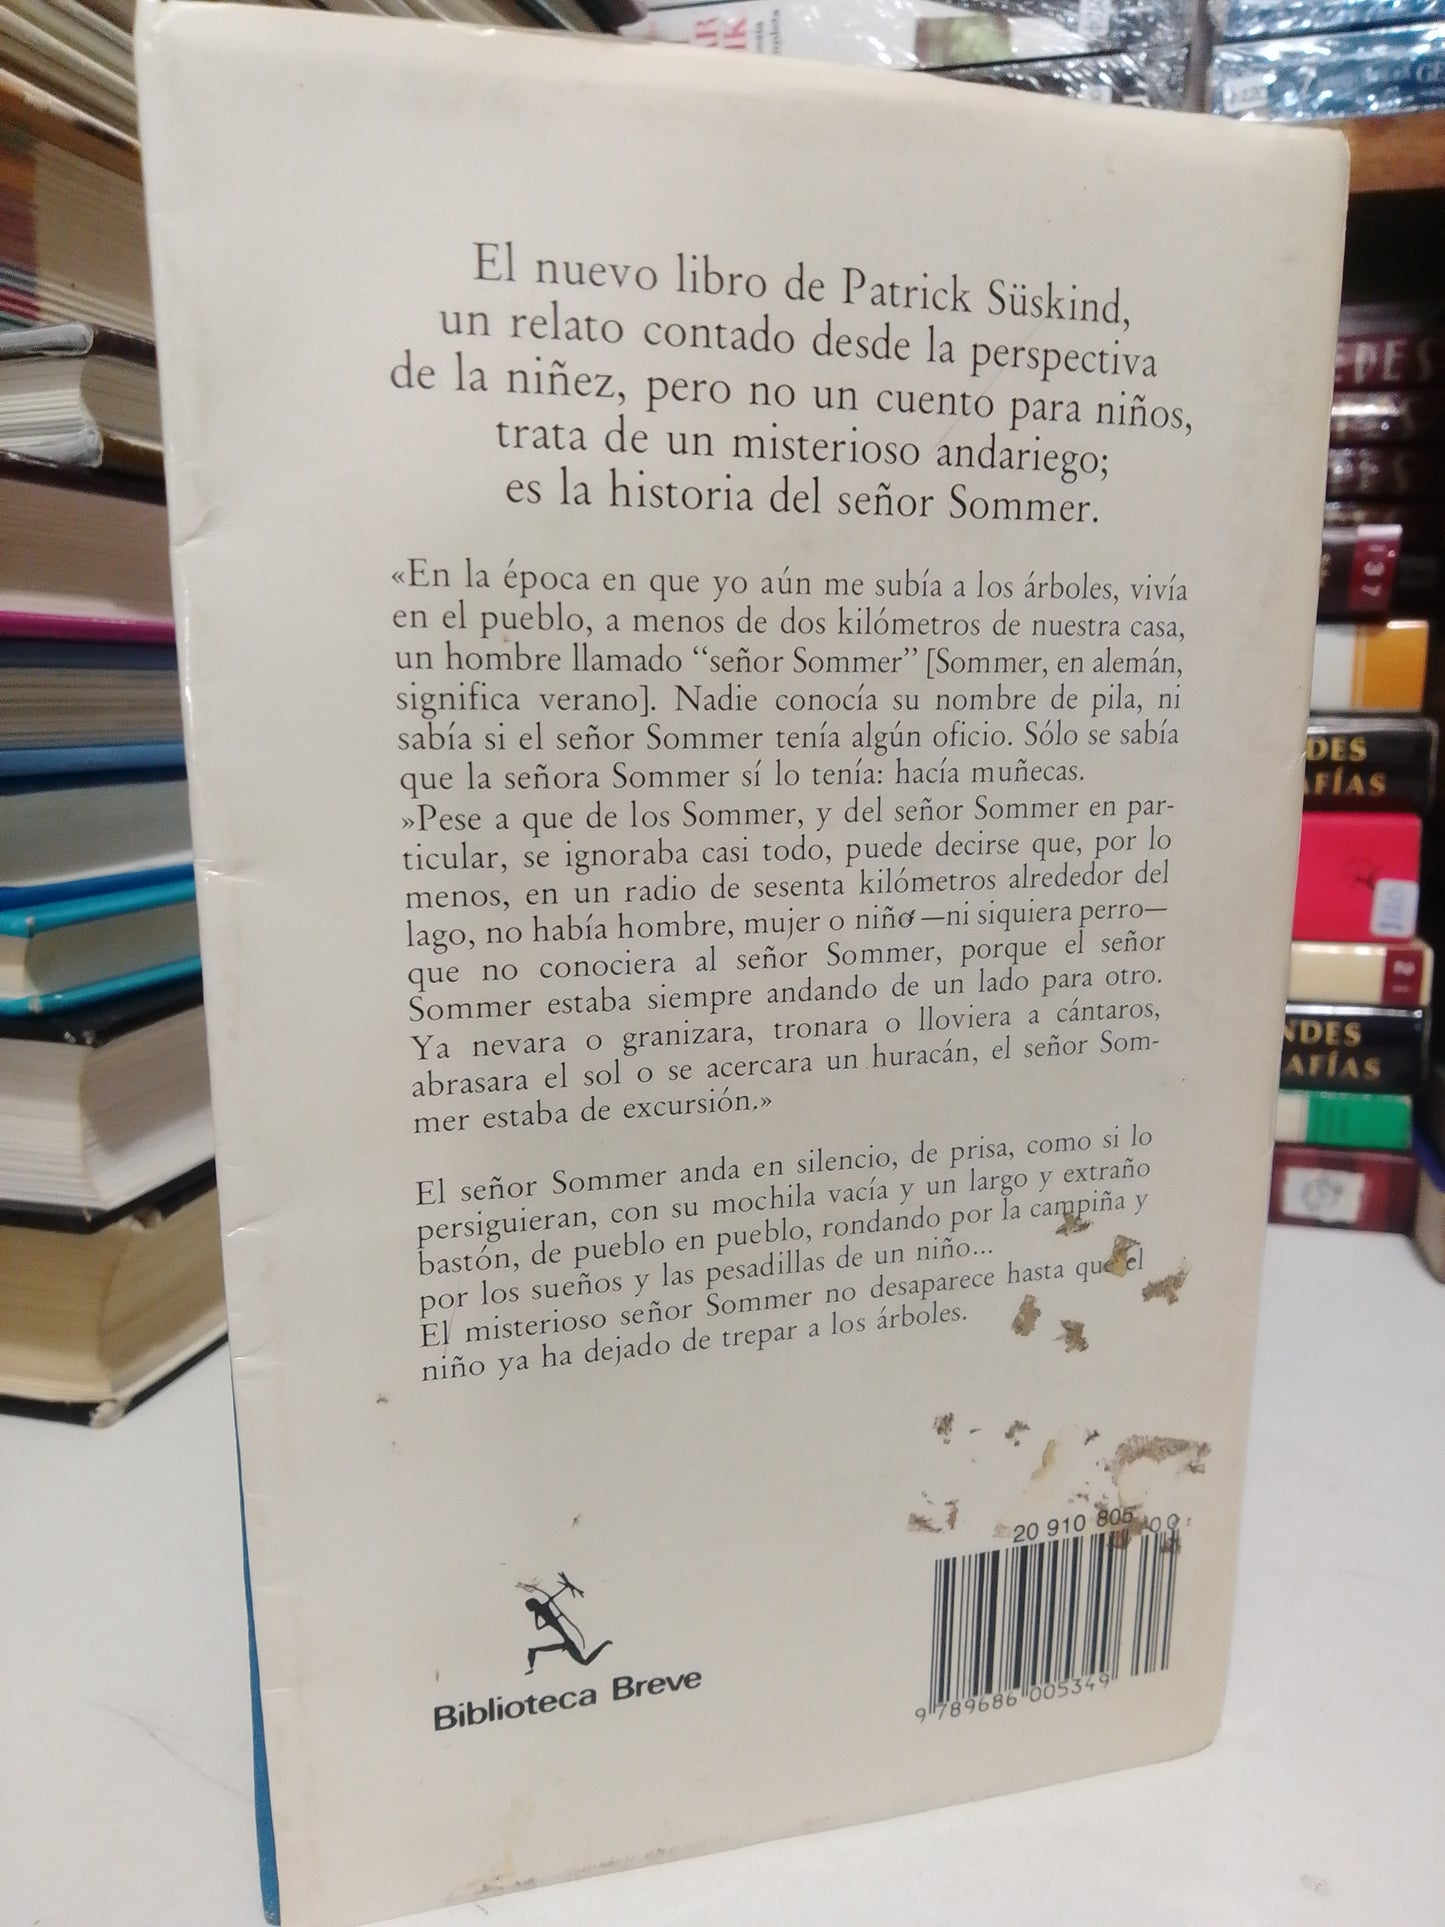 El nuevo libro de Patrick Süskind,
un relato contado desde la perspectiva
de la niñez, pero no un cuento para niños,
trata de un misterioso andariego;
es la historia del señor Sommer.
«En la época en que yo aún me subía a los árboles, vivía
en el pueblo, a menos de dos kilómetros de nuestra casa,
un hombre llamado “señor Sommer” [Sommer, en alemán,
significa verano]. Nadie conocía su nombre de pila, ni
sabía si el señor Sommer tenía algún oficio. Sólo se sabía
que la señora Sommer sí lo tenía: hacía muñecas.
»Pese a que de los Sommer, y del señor Sommer en par-
ticular, se ignoraba casi todo, puede decirse que, por lo
menos, en un radio de sesenta kilómetros alrededor del
lago, no había hombre, mujer o niño —ni siquiera perro—
que no conociera al señor Sommer, porque el señor
Sommer estaba siempre andando de un lado para otro.
Ya nevara o granizara, tronara o lloviera a cántaros,
abrasara el sol o se acercara un huracán, el señor Som-
mer estaba de excursión.»
El señor Sommer anda en silencio, de prisa, como si lo
persiguieran, con su mochila vacía y un largo y extraño
bastón, de pueblo en pueblo, rondando por la campiña y
por los sueños y las pesadillas de un niño...
El misterioso señor Sommer no desaparece hasta que el
niño ya ha dejado de trepar a los árboles.
Biblioteca Breve
20 910 805 00
9 789686 005349
DES
AFÍAS
NDES
AFÍAS
137
2